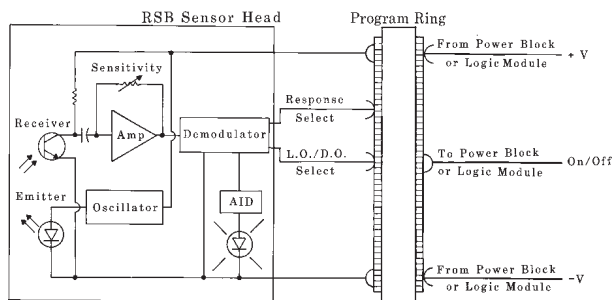 RSB Sensor Head
Program Ring
Sensitivity
From Power Block
or Logic Module
+ V
Receiver
Amp
Demodulator
Response
Select
L.O./D.O.
Select
To Power Block
or Logic Module
On/Off
Emitter
Oscillator
AID
From Power Block
or Logic Module
-V